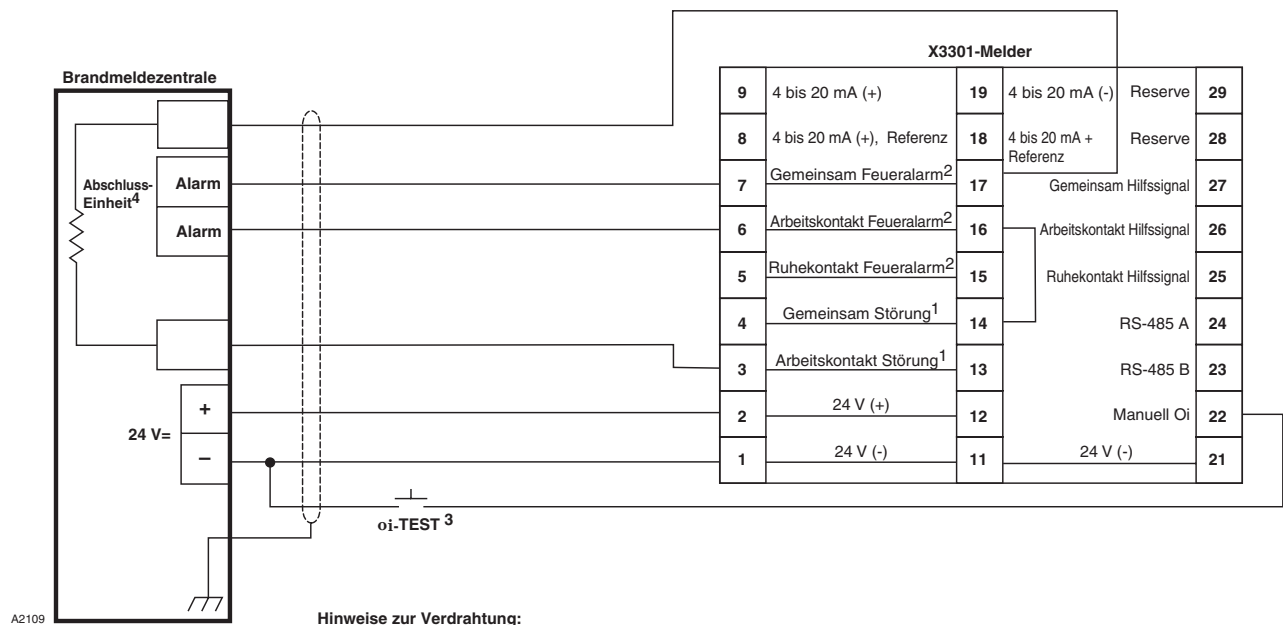 X3301-Melder
Brandmeldezentrale
9 4 bis 20 mA (+) 19 4 bis 20 mA (-) Reserve 29
8 4 bis 20 mA (+), Referenz 18 4 bis 20 mA + Referenz Reserve 28
Abschluss-
Einheit4
Alarm
7 Gemeinsam Feueralarm2 17 Gemeinsam Hilfssignal 27
Alarm
6 Arbeitskontakt Feueralarm2 16 Arbeitskontakt Hilfssignal 26
5 Ruhekontakt Feueralarm2 15 Ruhekontakt Hilfssignal 25
4 Gemeinsam Störung1 14 RS-485 A 24
3 Arbeitskontakt Störung1 13 RS-485 B 23
24 V=
+
2 24 V (+) 12 Manuell Oi 22
–
1 24 V (-) 11 24 V (-) 21
oi-TEST 3
A2109
Hinweise zur Verdrahtung: